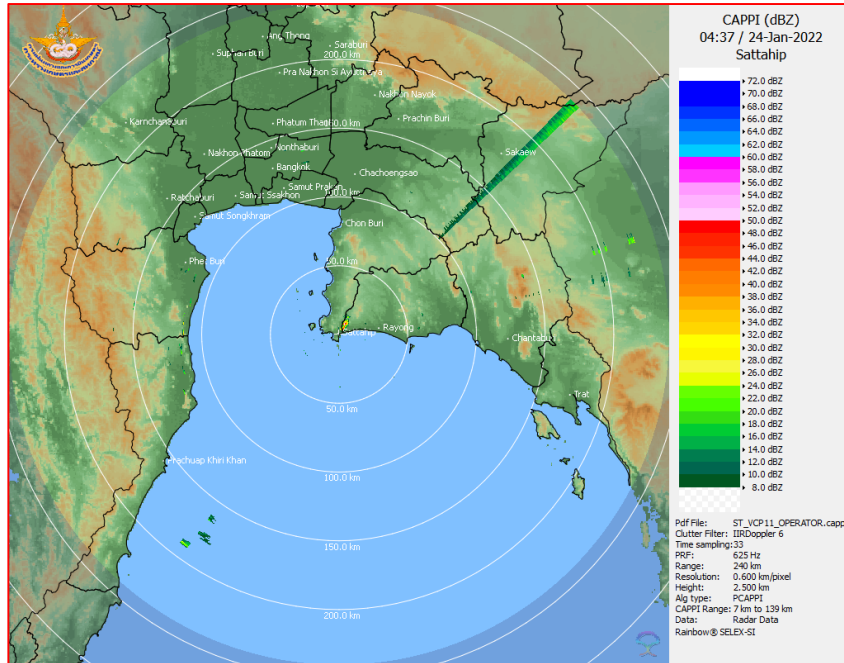 CAPPI (dBZ)
04:37 / 24-Jan-2022
Sattahip
72.0 dBZ
70.0 dBZ
68.0 dBZ
66.0 dBZ
64.0 dBZ
62.0 dBZ
60.0 dBZ
58.0 dBZ
56.0 dBZ
54.0 dBZ
52.0 dBZ
50.0 dBZ
48.0 dBZ
46.0 dBZ
44.0 dBZ
42.0 dBZ
40.0 dBZ
38.0 dBZ
36.0 dBZ
34.0 dBZ
32.0 dBZ
30.0 dBZ
28.0 dBZ
26.0 dBZ
24.0 dBZ
22.0 dBZ
20.0 dBZ
18.0 dBZ
16.0 dBZ
14.0 dBZ
12.0 dBZ
10.0 dBZ
8.0 dBZ
Pdf File: ST_VCP11_OPERATOR.capp
Clutter Filter: IIRDoppler 6
Time sampling:33
PRF: 625 Hz
Range: 240 km
Resolution: 0.600 km/pixel
Height: 2.500 km
Alg type: PCAPPI
CAPPI Range: 7 km to 139 km
Data: Radar Data
Rainbow® SELEX-SI
Ang Thong
Saraburi
Suphan Buri
200.0 km
Pra Nakhon Si Ayutthaya
Nakhon Nayok
Karnchanaburi
Phatum Thani
Prachin Buri
Nonthaburi
Nakhon Phatom
Sakaew
Bangkok
Chachoengsao
Samut Prakan
Ratchaburi
Samut Ssakhon
100.0 km
Samut Songkhram
Chon Buri
Phet Buri
Sattahip
Rayong
Chantaburi
Trat
50.0 km
Prachuap Khiri Khan
100.0 km
150.0 km
200.0 km